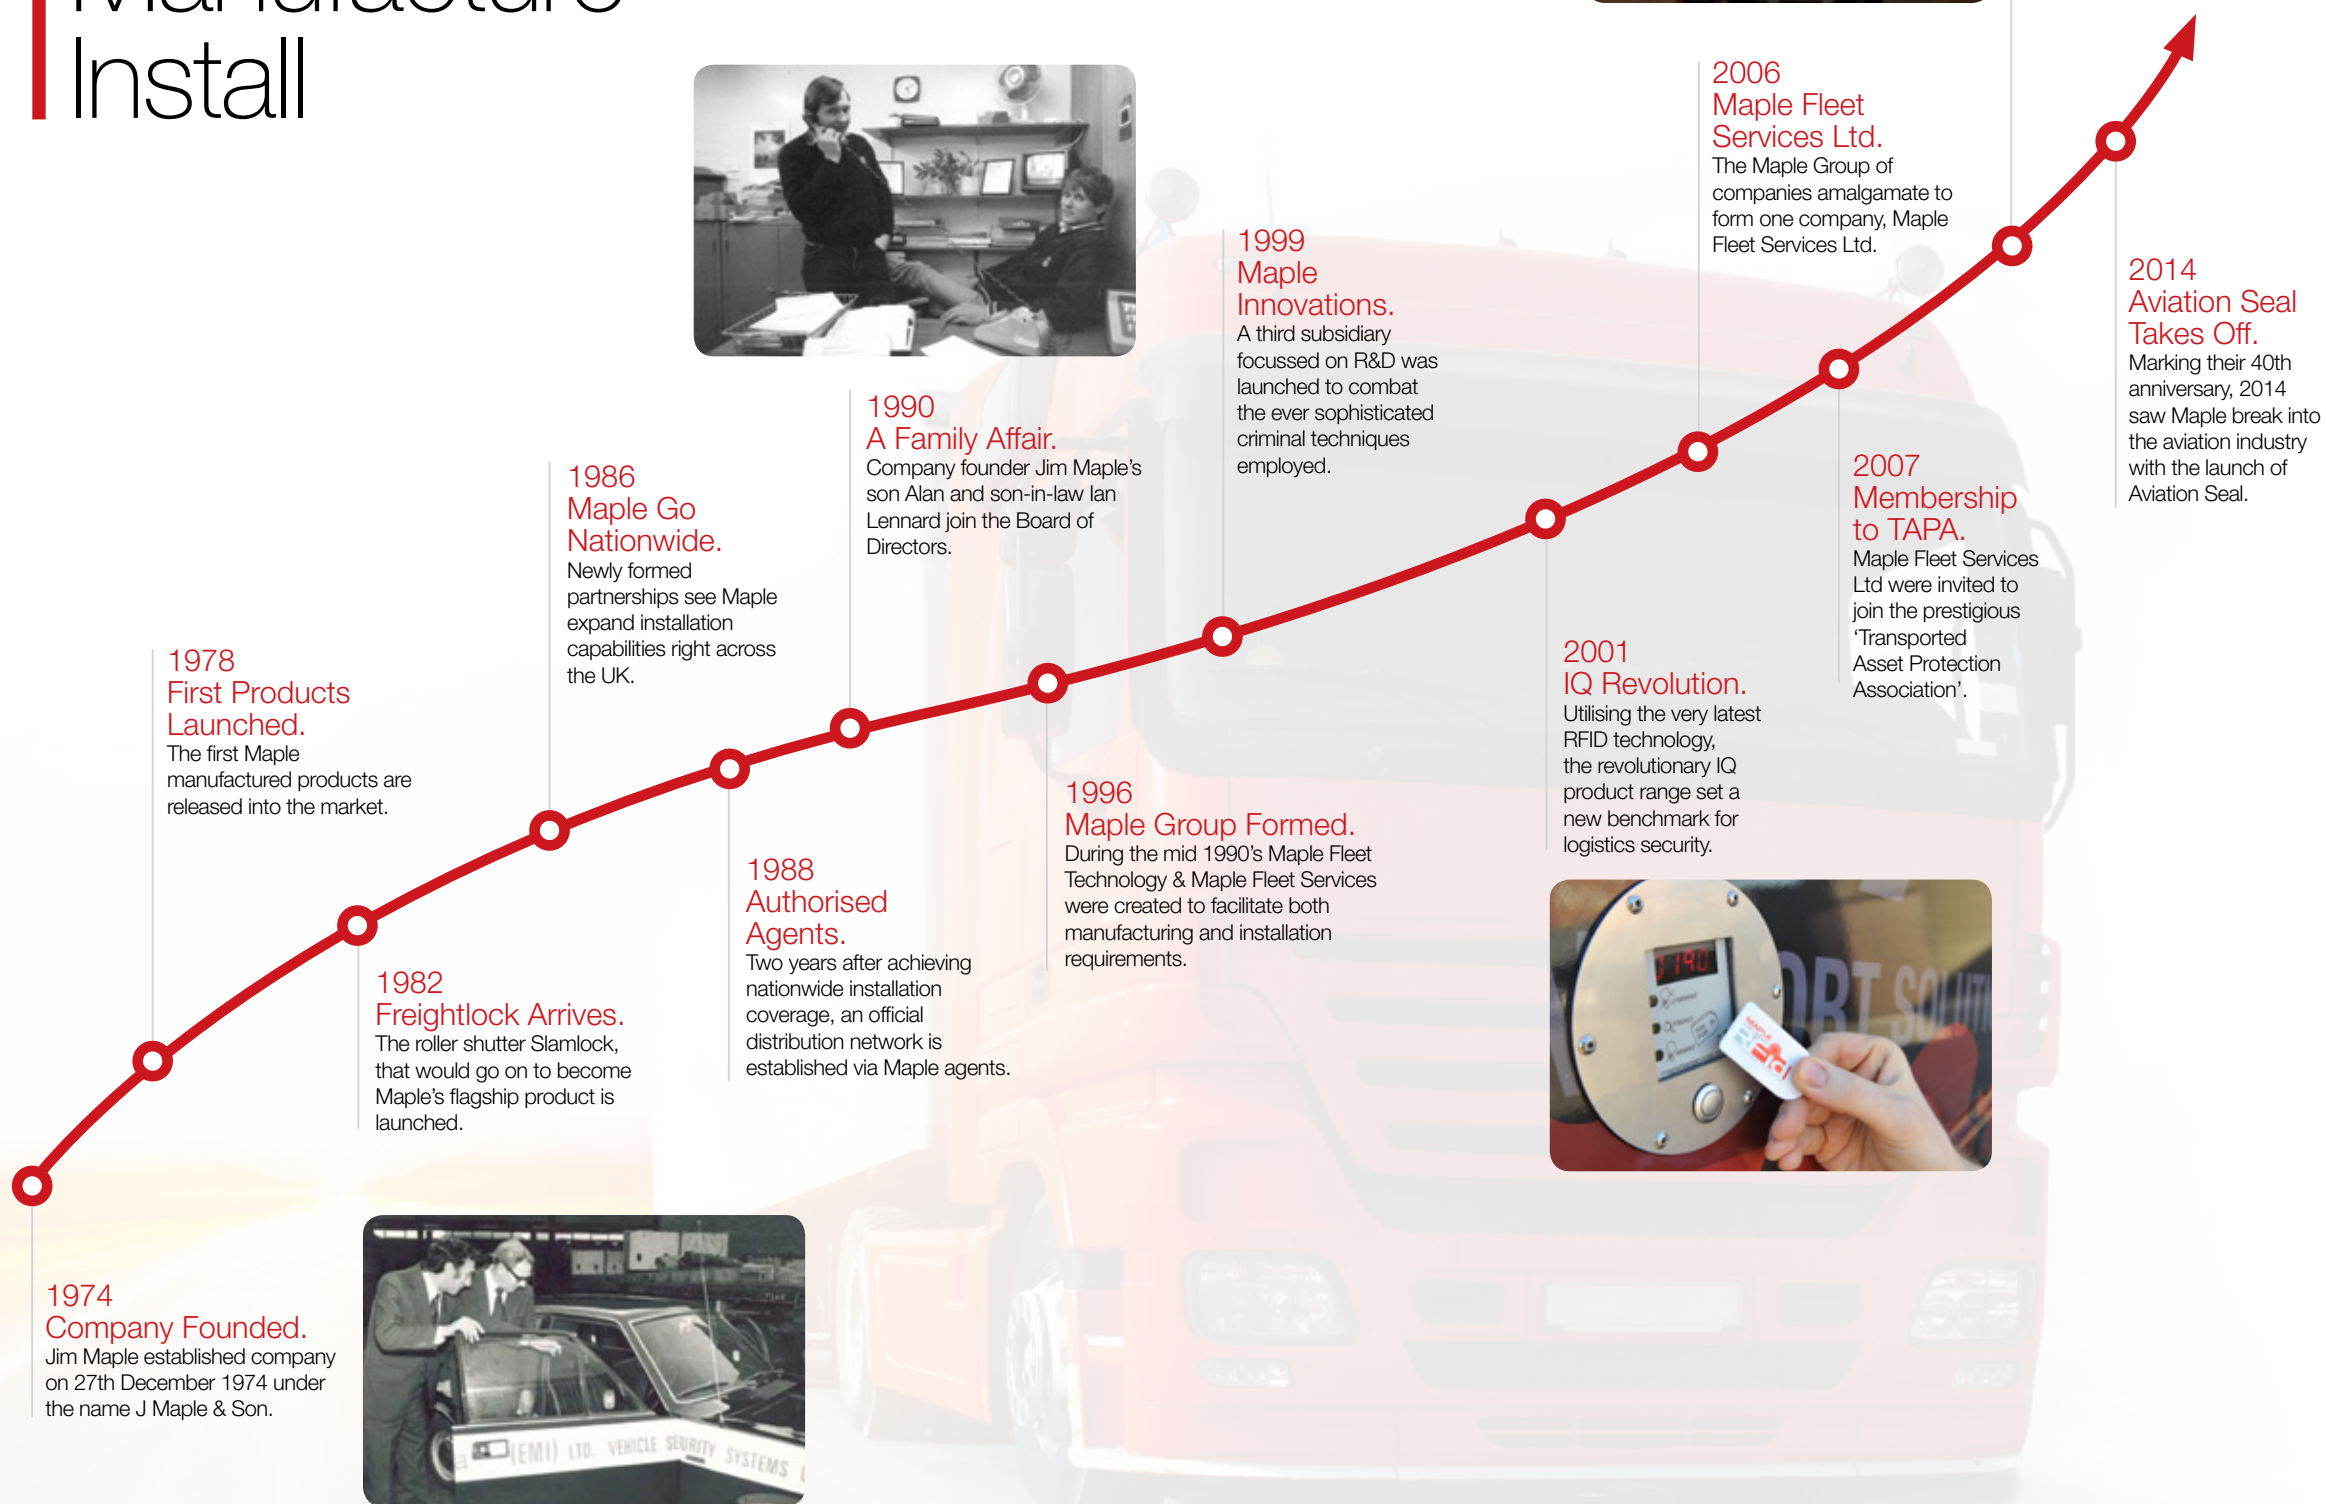 Manufacture
Install
1974
Company Founded.
Jim Maple established company
on 27th December 1974 under
the name J Maple & Son.
1978
First Products
Launched.
The first Maple
manufactured products are
released into the market.
1982
Freightlock Arrives.
The roller shutter Slamlock,
that would go on to become
Maple's flagship product is
launched.
1986
Maple Go
Nationwide.
Newly formed
partnerships see Maple
expand installation
capabilities right across
the UK.
1988
Authorised
Agents.
Two years after achieving
nationwide installation
coverage, an official
distribution network is
established via Maple agents.
1990
A Family Affair.
Company founder Jim Maple's
son Alan and son-in-law Ian
Lennard join the Board of
Directors.
1996
Maple Group Formed.
During the mid 1990's Maple Fleet
Technology & Maple Fleet Services
were created to facilitate both
manufacturing and installation
requirements.
1999
Maple
Innovations.
A third subsidiary
focussed on R&D was
launched to combat
the ever sophisticated
criminal techniques
employed.
2001
IQ Revolution.
Utilising the very latest
RFID technology,
the revolutionary IQ
product range set a
new benchmark for
logistics security.
2006
Maple Fleet
Services Ltd.
The Maple Group of
companies amalgamate to
form one company, Maple
Fleet Services Ltd.
2007
Membership
to TAPA.
Maple Fleet Services
Ltd were invited to
join the prestigious
‘Transported
Asset Protection
Association’.
2014
Aviation Seal
Takes Off.
Marking their 40th
anniversary, 2014
saw Maple break into
the aviation industry
with the launch of
Aviation Seal.
(EMI) LTD. VEHICLE SEURITY SYSTEMS
1190
MAPLE